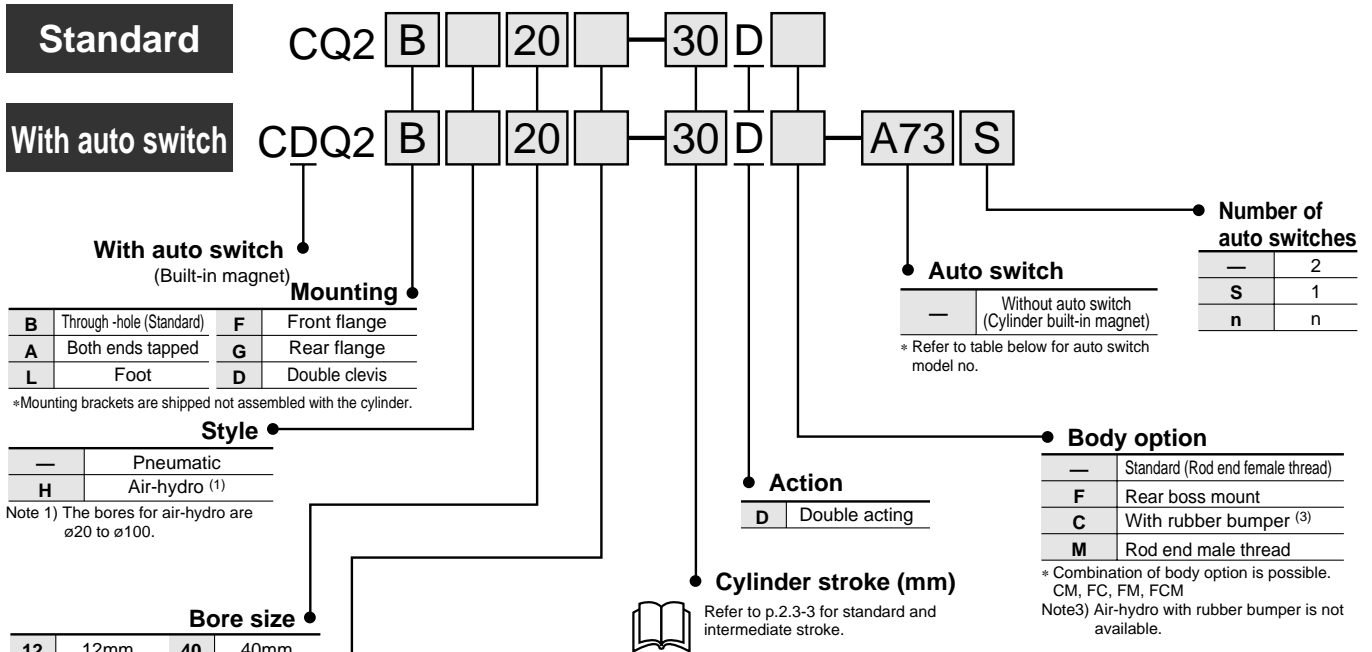 Standard CQ2 B 20 30 D
With auto switch CDQ2 B 20 30 D A73 S
Number of
auto switches
— 2
S 1
n n
With auto switch
(Built-in magnet)
Auto switch
— Without auto switch
(Cylinder built-in magnet)
∗ Refer to table below for auto switch
model no.
Mounting
B Through -hole (Standard) F Front flange
A Both ends tapped G Rear flange
L Foot D Double clevis
∗Mounting brackets are shipped not assembled with the cylinder.
Style
— Pneumatic
H Air-hydro (1)
Note 1) The bores for air-hydro are
ø20 to ø100.
Action
D Double acting
Body option
— Standard (Rod end female thread)
F Rear boss mount
C With rubber bumper (3)
M Rod end male thread
∗ Combination of body option is possible.
CM, FC, FM, FCM
Note3) Air-hydro with rubber bumper is not
available.
Cylinder stroke (mm)
Refer to p.2.3-3 for standard and
intermediate stroke.
Bore size
12 12mm 40 40mm